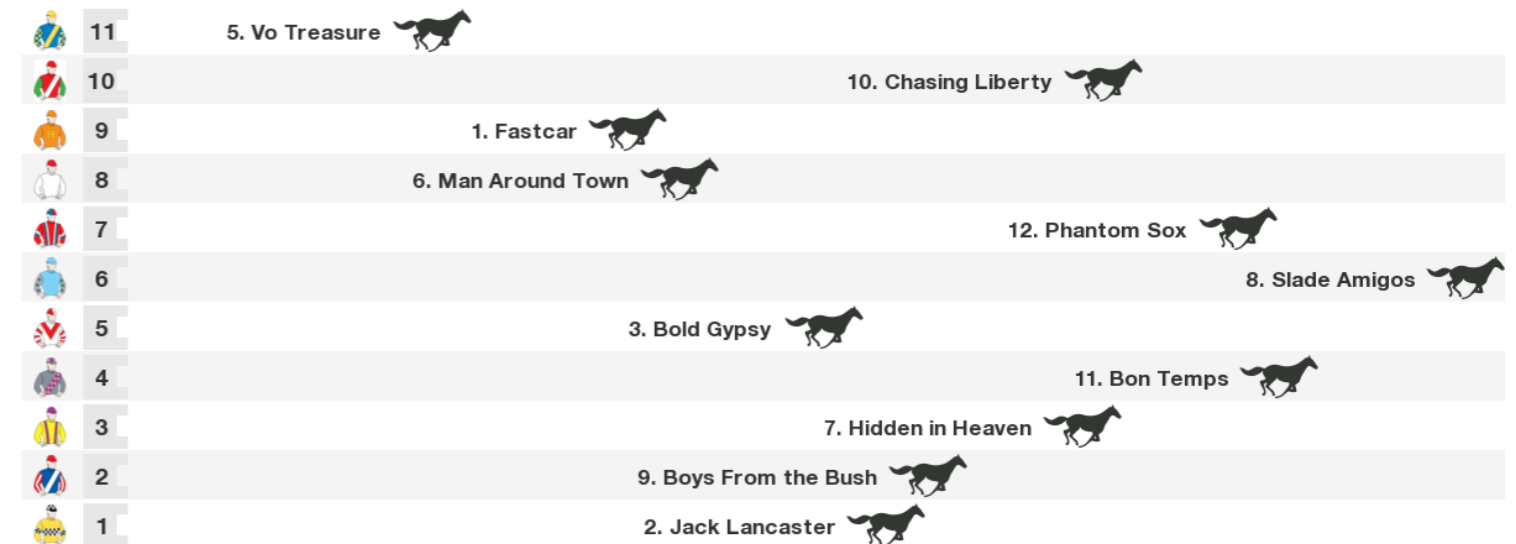 11 5. Vo Treasure
10 10. Chasing Liberty
9 1. Fastcar
8 6. Man Around Town
7 12. Phantom Sox
6 8. Slade Amigos
5 3. Bold Gypsy
4 11. Bon Temps
3 7. Hidden in Heaven
2 9. Boys From the Bush
1 2. Jack Lancaster